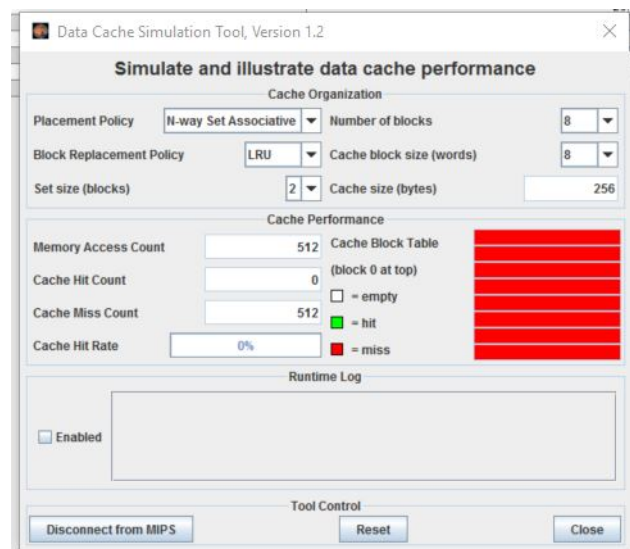 Data Cache Simulation Tool, Version 1.2
Simulate and illustrate data cache performance
Cache Organization
Placement Policy N-way Set Associative Number of blocks 8
Block Replacement Policy LRU Cache block size (words) 8
Set size (blocks) 2 Cache size (bytes) 256
Cache Performance
Memory Access Count 512 Cache Block Table
(block 0 at top)
Cache Hit Count 0
= empty
Cache Miss Count 512
= hit
Cache Hit Rate 0%
= miss
Runtime Log
Enabled
Tool Control
Disconnect from MIPS Reset Close